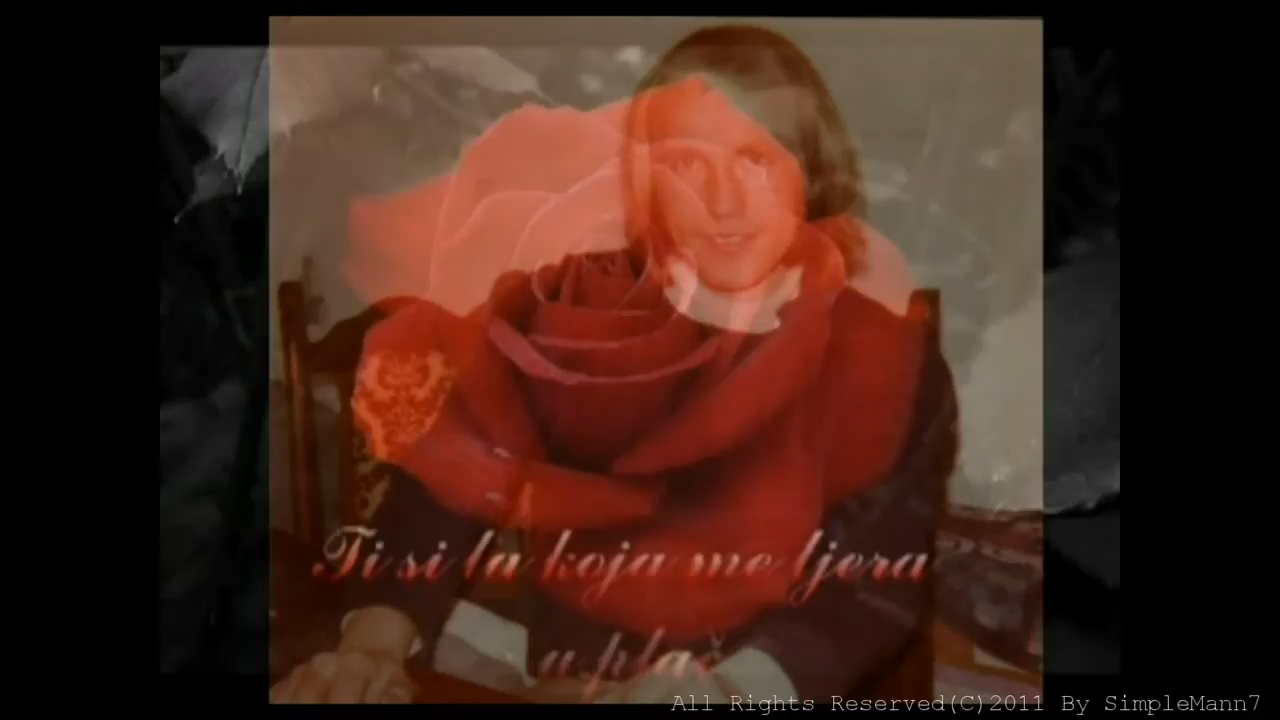 Ti si ta koja me tjera
u plač
All Rights Reserved(C)2011 By SimpleMann7